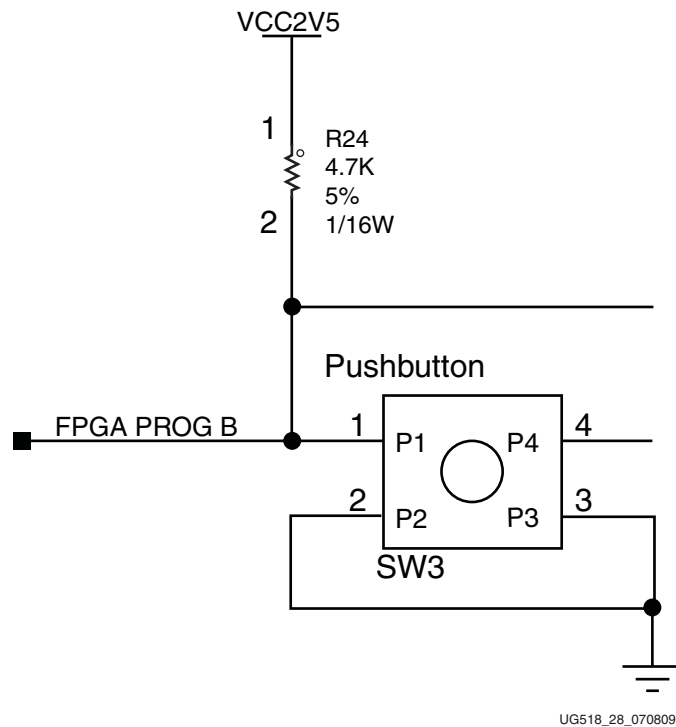 VCC2V5
1
R24
4.7K
5%
1/16W
2
Pushbutton
FPGA PROG B
1
P1
P4
4
2
P2
P3
3
SW3
UG518_28_070809